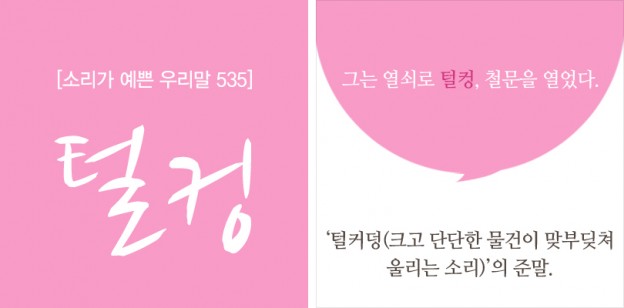 [소리가 예쁜 우리말 535]
털컹
그는 열쇠로 털컹, 철문을 열었다.
‘털커덩(크고 단단한 물건이 맞부딪쳐
울리는 소리)’의 준말.